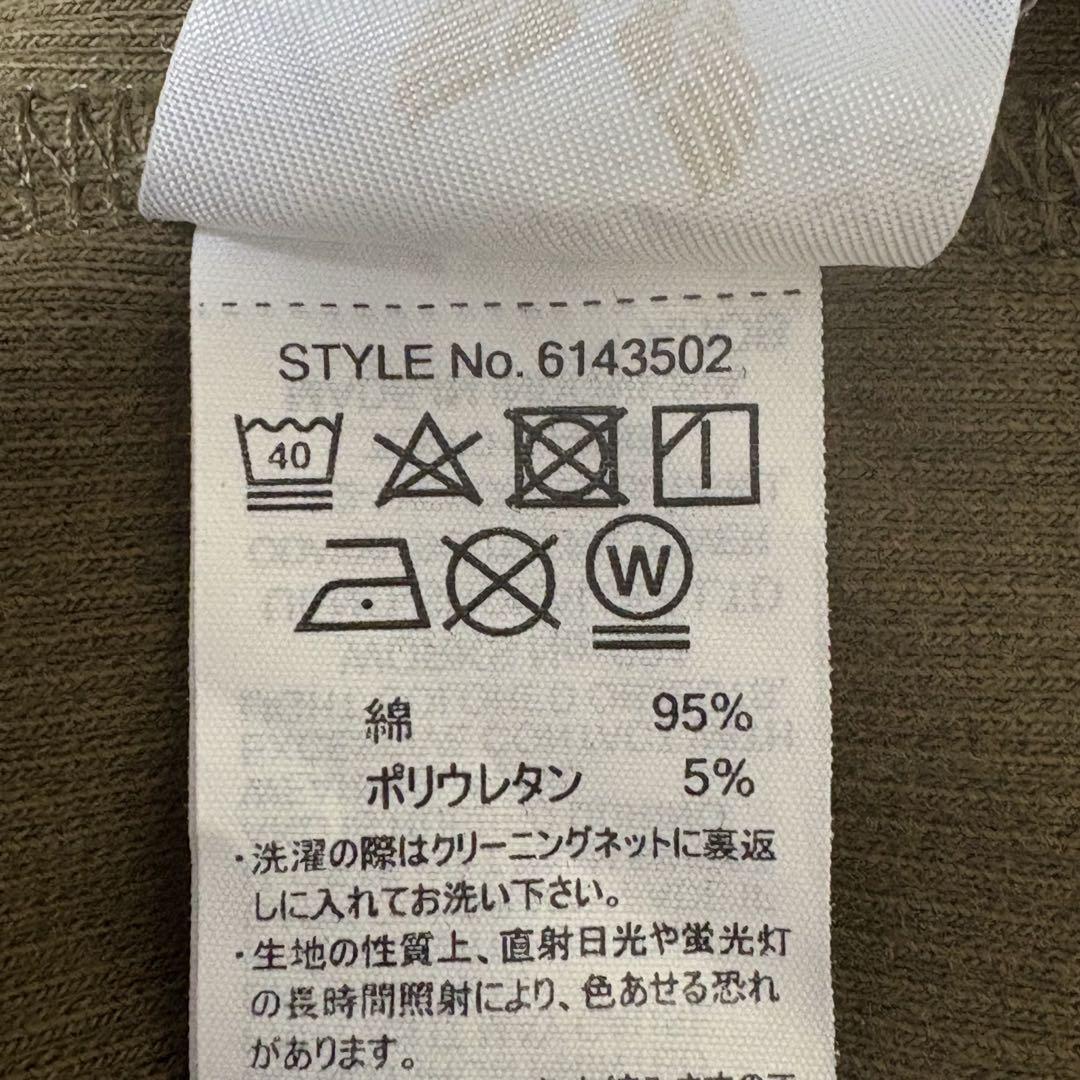 STYLE No. 6143502
40
W
綿 95%
ポリウレタン 5%
・洗濯の際はクリーニングネットに裏返
しに入れてお洗い下さい。
・生地の性質上、直射日光や蛍光灯
の長時間照射により、色あせる恐れ
があります。